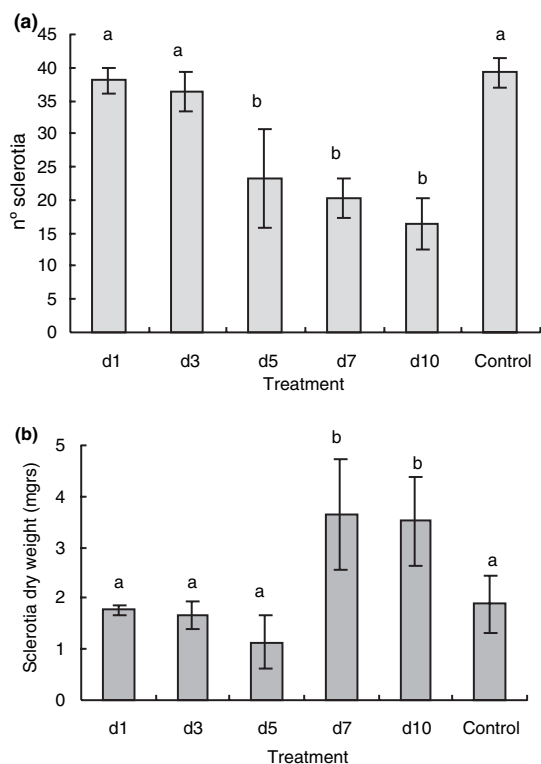 (a)
45
40
35
30
25
20
15
10
5
0
nº sclerotia
a a b b b a
d1 d3 d5 d7 d10 Control
Treatment
(b)
5
4
3
2
1
0
Sclerotia dry weight (mgrs)
a a a b b a
d1 d3 d5 d7 d10 Control
Treatment